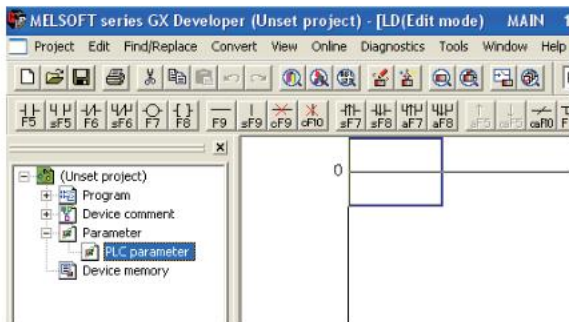 MELSOFT series GX Developer (Unset project) - [LD(Edit mode) MAIN 1
Project Edit Find/Replace Convert View Online Diagnostics Tools Window Help
F5 sF5 F6 sF6 F7 F8 F9 sF9 cF9 cF10 sF7 sF8 aF7 aF8 aF5 caF5 caF10 F
(Unset project)
Program
Device comment
Parameter
PLC parameter
Device memory
0